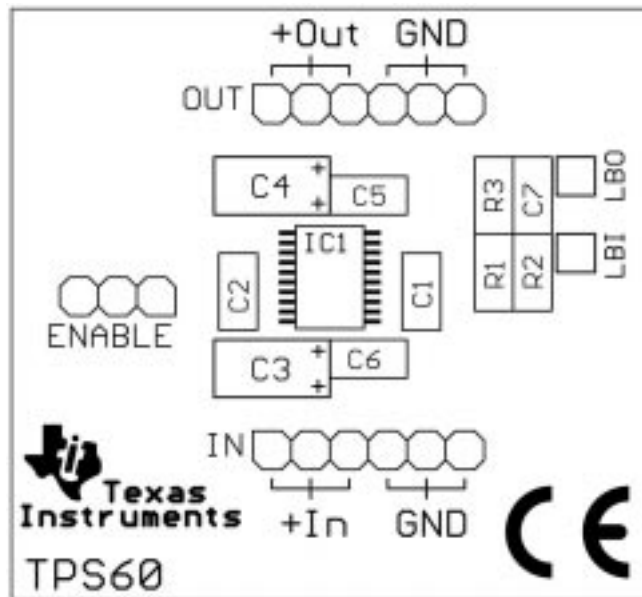 +Out GND
OUT
C4
C5
R3
C7
LBO
IC1
C2
C1
R1
R2
LBI
ENABLE
C3
C6
IN
Texas
Instruments
+In GND
CE
TPS60